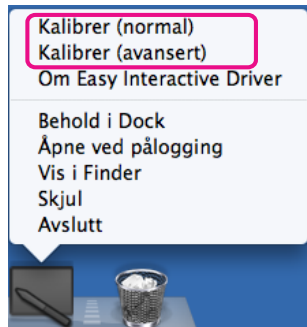 Kalibrer (normal)
Kalibrer (avansert)
Om Easy Interactive Driver
Behold i Dock
Åpne ved pålogging
Vis i Finder
Skjul
Avslutt